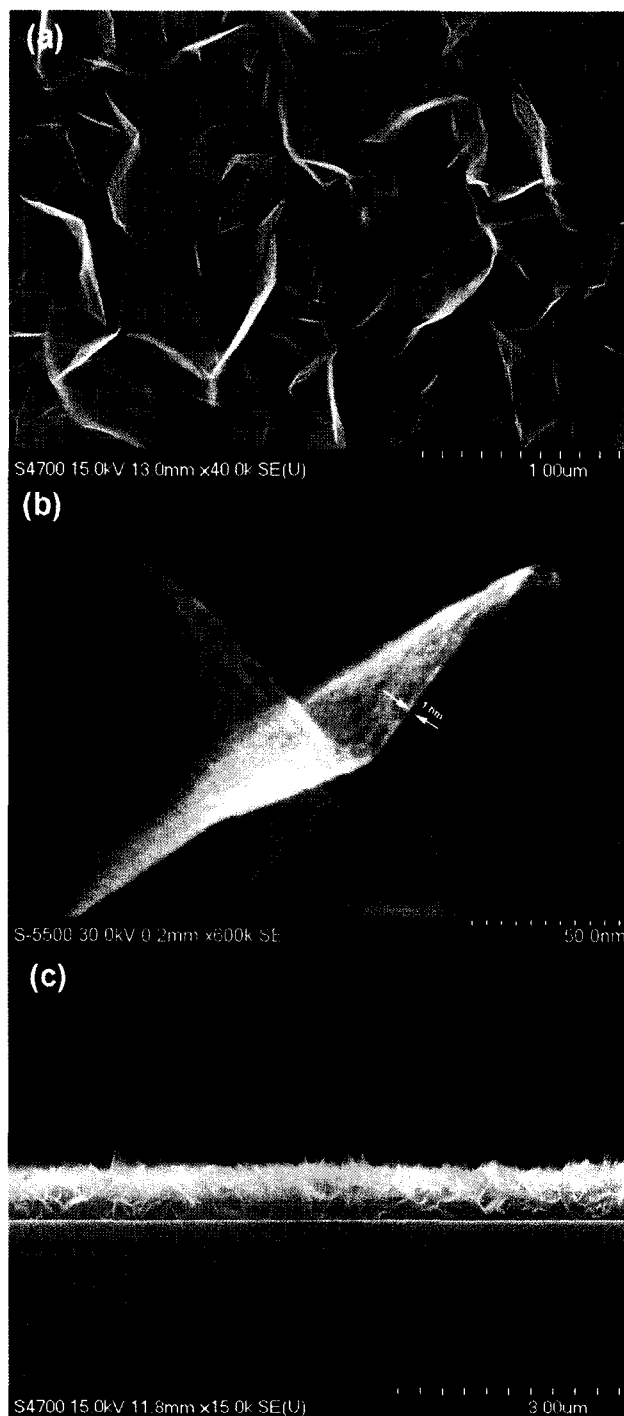 (a)
S4700 15.0kV 13.0mm x40.0k SE(U) 1.00um
(b)
1 nm
S-5500 30.0kV 0.2mm x600k SE 50.0nm
(c)
S4700 15.0kV 11.8mm x15.0k SE(U) 3.00um